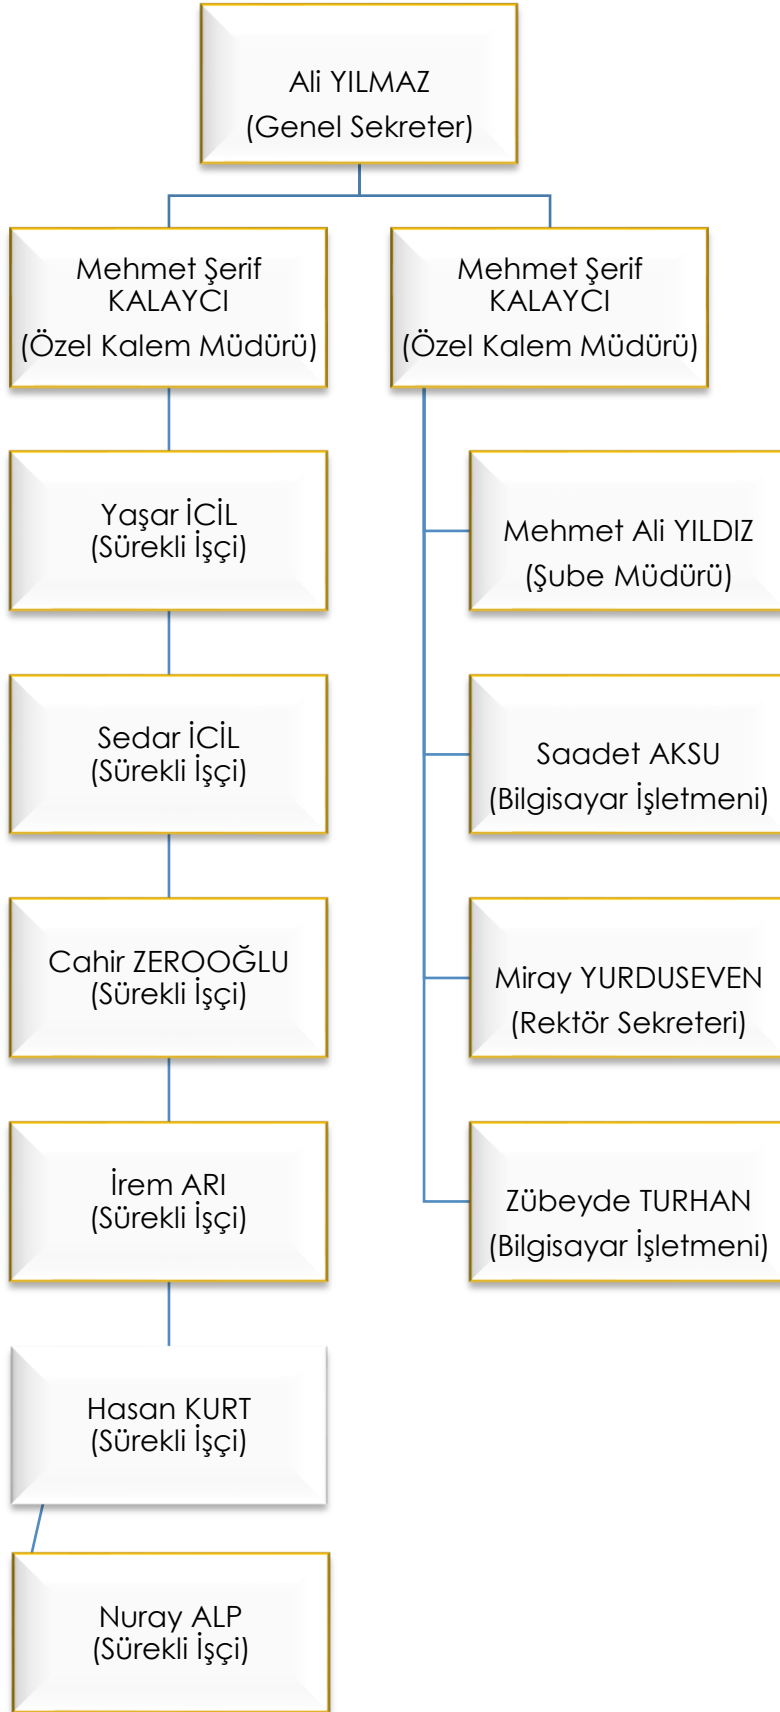 Ali YILMAZ
(Genel Sekreter)
Mehmet Şerif
KALAYCI
(Özel Kalem Müdürü)
Yaşar İCİL
(Sürekli İşçi)
Sedar İCİL
(Sürekli İşçi)
Cahir ZEROOĞLU
(Sürekli İşçi)
İrem ARI
(Sürekli İşçi)
Hasan KURT
(Sürekli İşçi)
Nuray ALP
(Sürekli İşçi)
Mehmet Şerif
KALAYCI
(Özel Kalem Müdürü)
Mehmet Ali YILDIZ
(Şube Müdürü)
Saadet AKSU
(Bilgisayar İşletmeni)
Miray YURDUSEVEN
(Rektör Sekreteri)
Zübeyde TURHAN
(Bilgisayar İşletmeni)